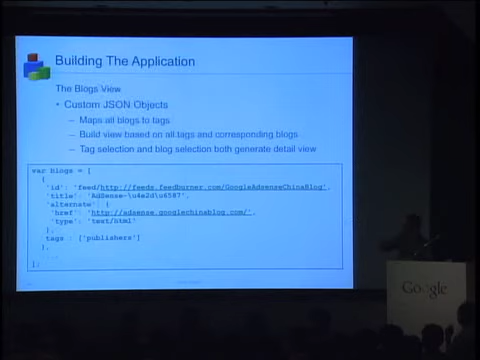 Building The Application
The Blogs View
• Custom JSON Objects
– Maps all blogs to tags
– Build view based on all tags and corresponding blogs
– Tag selection and blog selection both generate detail view
var blogs = [
{
'id': 'feed/http://feeds.feedburner.com/GoogleAdsenseChinaBlog',
'title': 'AdSense-\u4e2d\u6587',
'alternate': {
'href': 'http://adsense.googlechinablog.com/',
'type': 'text/html'
},
tags : ['publishers']
},
...
];
Google